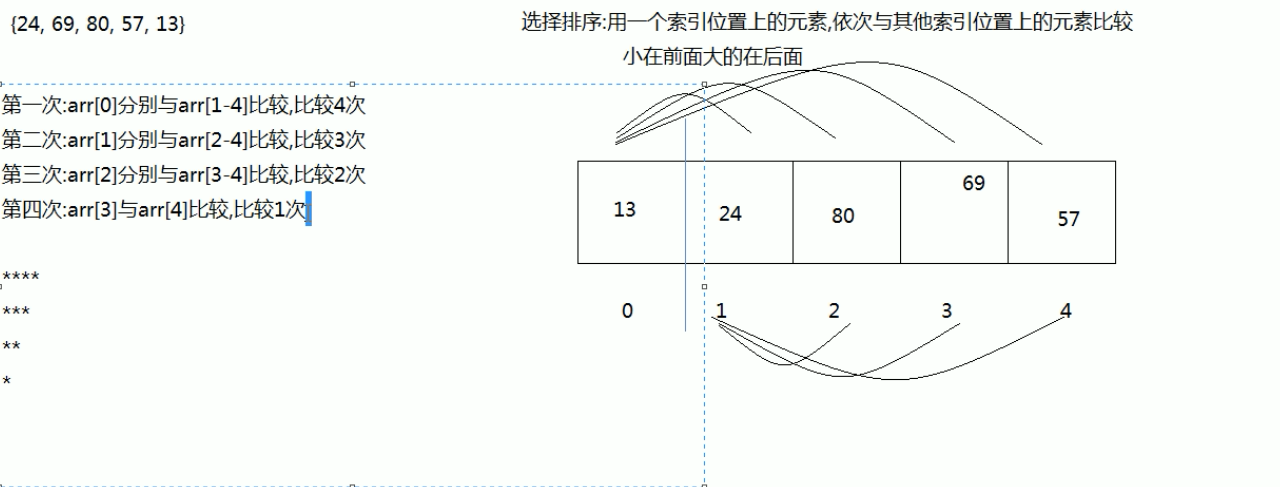 {24, 69, 80, 57, 13}
选择排序:用一个索引位置上的元素,依次与其他索引位置上的元素比较
小在前面大的在后面
第一次:arr[0]分别与arr[1-4]比较,比较4次
第二次:arr[1]分别与arr[2-4]比较,比较3次
第三次:arr[2]分别与arr[3-4]比较,比较2次
第四次:arr[3]与arr[4]比较,比较1次
****
***
**
*
13 24 80 69 57
0 1 2 3 4